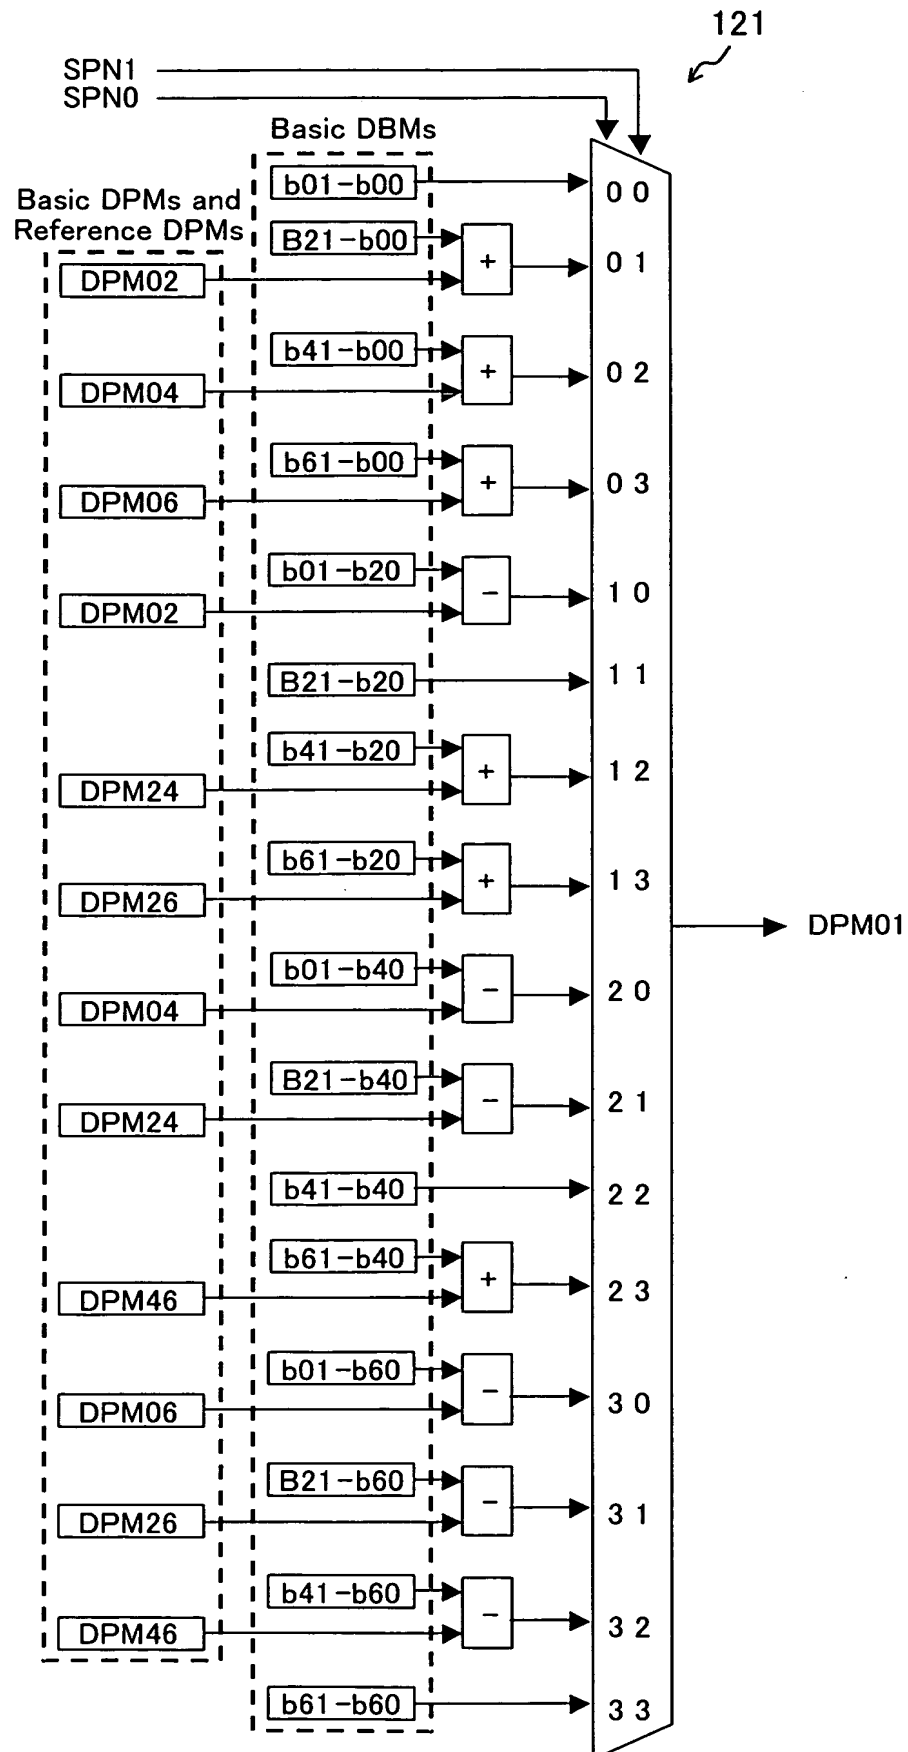 121
SPN1
SPN0
Basic DBMs
b01-b00
0 0
Basic DPMs and
Reference DPMs
B21-b00
DPM02
+
0 1
b41-b00
DPM04
+
0 2
b61-b00
DPM06
+
0 3
b01-b20
DPM02
-
1 0
B21-b20
1 1
b41-b20
DPM24
+
1 2
b61-b20
DPM26
+
1 3
DPM01
b01-b40
DPM04
-
2 0
B21-b40
DPM24
-
2 1
b41-b40
2 2
b61-b40
DPM46
+
2 3
b01-b60
DPM06
-
3 0
B21-b60
DPM26
-
3 1
b41-b60
DPM46
-
3 2
b61-b60
3 3